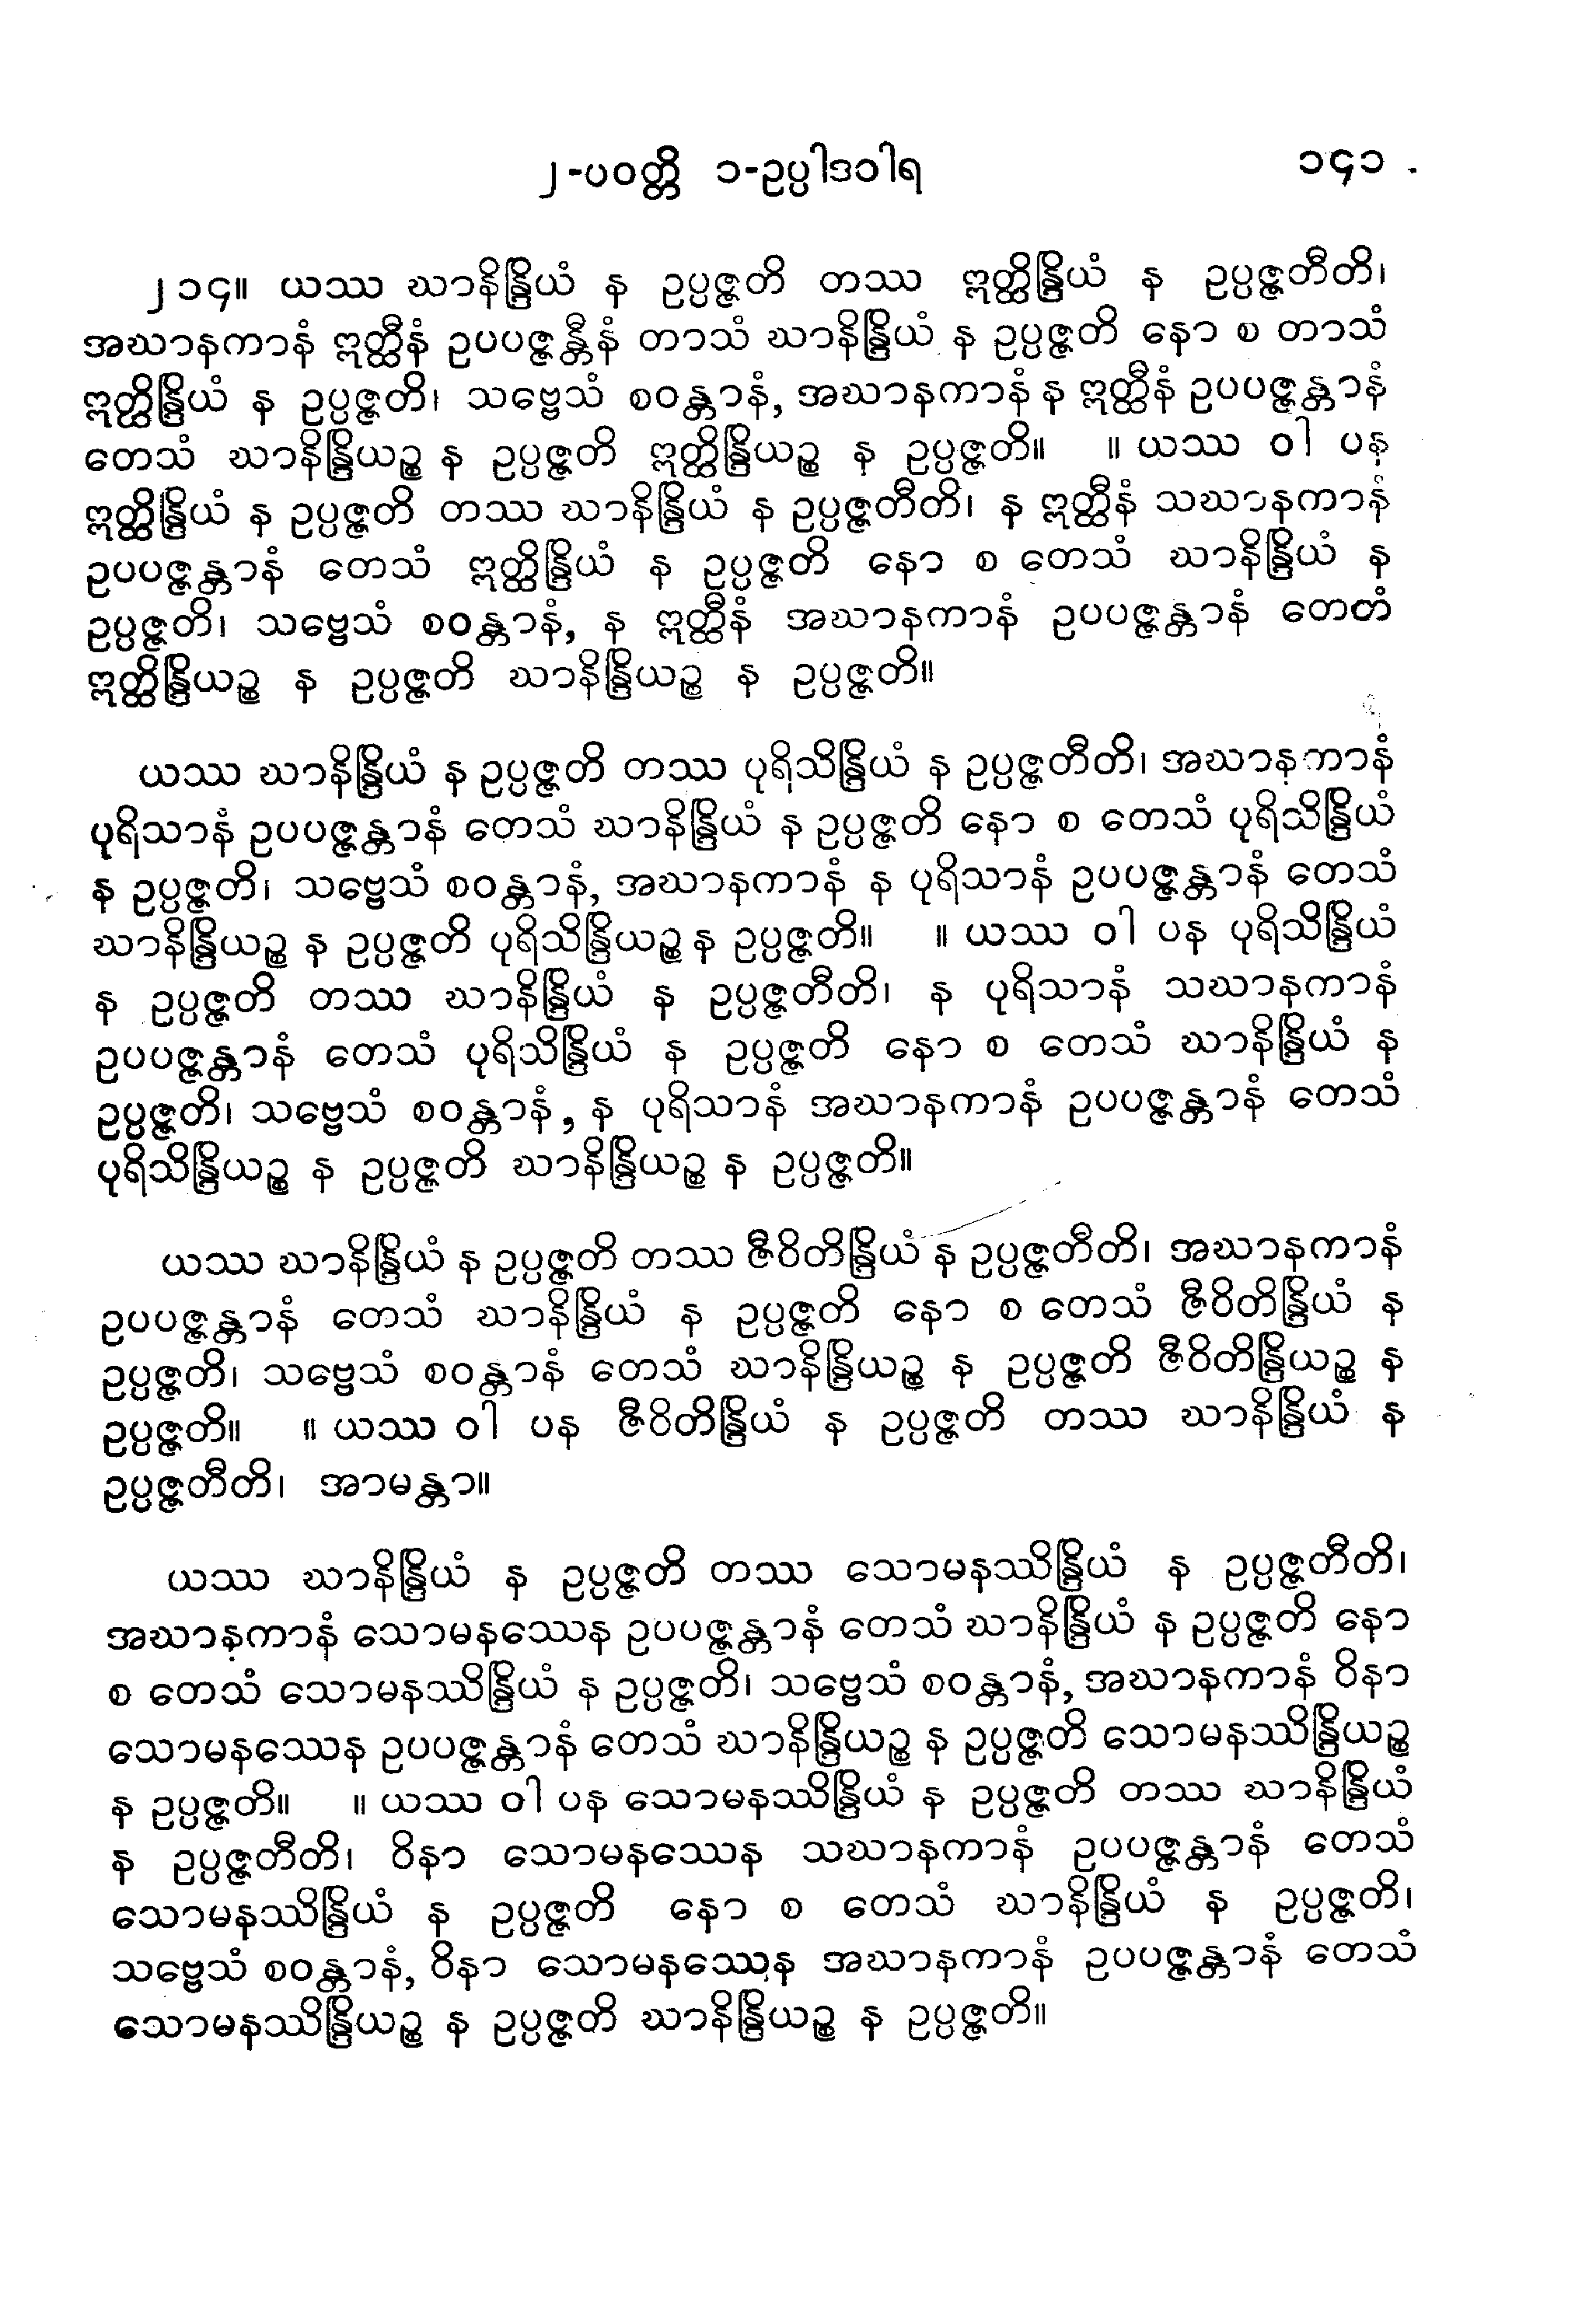 ၂-ပဝတ္တိ ၁-ဥပ္ပါဒဝါရ ၁၄၁
၂၁၄။ ယဿ ဃာနိန္ဒြိယံ န ဥပ္ပဇ္ဇတိ တဿ ဣတ္ထိန္ဒြိယံ န ဥပ္ပဇ္ဇတီတိ၊
အဃာနကာနံ ဣတ္ထီနံ ဥပပဇ္ဇန္တီနံ တာသံ ဃာနိန္ဒြိယံ န ဥပ္ပဇ္ဇတိ နော စ တာသံ
ဣတ္ထိန္ဒြိယံ န ဥပ္ပဇ္ဇတိ၊ သဗ္ဗေသံ စဝန္တာနံ, အဃာနကာနံ န ဣတ္ထီနံ ဥပပဇ္ဇန္တာနံ
တေသံ ဃာနိန္ဒြိယဉ္စ န ဥပ္ပဇ္ဇတိ ဣတ္ထိန္ဒြိယဉ္စ န ဥပ္ပဇ္ဇတိ။ ။ ယဿ ဝါ ပန
ဣတ္ထိန္ဒြိယံ န ဥပ္ပဇ္ဇတိ တဿ ဃာနိန္ဒြိယံ န ဥပ္ပဇ္ဇတီတိ၊ န ဣတ္ထီနံ သဃာနကာနံ
ဥပပဇ္ဇန္တာနံ တေသံ ဣတ္ထိန္ဒြိယံ န ဥပ္ပဇ္ဇတိ နော စ တေသံ ဃာနိန္ဒြိယံ န
ဥပ္ပဇ္ဇတိ၊ သဗ္ဗေသံ စဝန္တာနံ, န ဣတ္ထီနံ အဃာနကာနံ ဥပပဇ္ဇန္တာနံ တေတံ
ဣတ္ထိန္ဒြိယဉ္စ န ဥပ္ပဇ္ဇတိ ဃာနိန္ဒြိယဉ္စ န ဥပ္ပဇ္ဇတိ။
ယဿ ဃာနိန္ဒြိယံ န ဥပ္ပဇ္ဇတိ တဿ ပုရိသိန္ဒြိယံ န ဥပ္ပဇ္ဇတီတိ၊ အဃာနကာနံ
ပုရိသာနံ ဥပပဇ္ဇန္တာနံ တေသံ ဃာနိန္ဒြိယံ န ဥပ္ပဇ္ဇတိ နော စ တေသံ ပုရိသိန္ဒြိယံ
န ဥပ္ပဇ္ဇတိ၊ သဗ္ဗေသံ စဝန္တာနံ, အဃာနကာနံ န ပုရိသာနံ ဥပပဇ္ဇန္တာနံ တေသံ
ဃာနိန္ဒြိယဉ္စ န ဥပ္ပဇ္ဇတိ ပုရိသိန္ဒြိယဉ္စ န ဥပ္ပဇ္ဇတိ။ ။ ယဿ ဝါ ပန ပုရိသိန္ဒြိယံ
န ဥပ္ပဇ္ဇတိ တဿ ဃာနိန္ဒြိယံ န ဥပ္ပဇ္ဇတီတိ၊ န ပုရိသာနံ သဃာနကာနံ
ဥပပဇ္ဇန္တာနံ တေသံ ပုရိသိန္ဒြိယံ န ဥပ္ပဇ္ဇတိ နော စ တေသံ ဃာနိန္ဒြိယံ န
ဥပ္ပဇ္ဇတိ၊ သဗ္ဗေသံ စဝန္တာနံ, န ပုရိသာနံ အဃာနကာနံ ဥပပဇ္ဇန္တာနံ တေသံ
ပုရိသိန္ဒြိယဉ္စ န ဥပ္ပဇ္ဇတိ ဃာနိန္ဒြိယဉ္စ န ဥပ္ပဇ္ဇတိ။
ယဿ ဃာနိန္ဒြိယံ န ဥပ္ပဇ္ဇတိ တဿ ဇီဝိတိန္ဒြိယံ န ဥပ္ပဇ္ဇတီတိ၊ အဃာနကာနံ
ဥပပဇ္ဇန္တာနံ တေသံ ဃာနိန္ဒြိယံ န ဥပ္ပဇ္ဇတိ နော စ တေသံ ဇီဝိတိန္ဒြိယံ န
ဥပ္ပဇ္ဇတိ၊ သဗ္ဗေသံ စဝန္တာနံ တေသံ ဃာနိန္ဒြိယဉ္စ န ဥပ္ပဇ္ဇတိ ဇီဝိတိန္ဒြိယဉ္စ န
ဥပ္ပဇ္ဇတိ။ ။ ယဿ ဝါ ပန ဇီဝိတိန္ဒြိယံ န ဥပ္ပဇ္ဇတိ တဿ ဃာနိန္ဒြိယံ န
ဥပ္ပဇ္ဇတီတိ၊ အာမန္တာ။
ယဿ ဃာနိန္ဒြိယံ န ဥပ္ပဇ္ဇတိ တဿ သောမနဿိန္ဒြိယံ န ဥပ္ပဇ္ဇတီတိ၊
အဃာနကာနံ သောမနဿေန ဥပပဇ္ဇန္တာနံ တေသံ ဃာနိန္ဒြိယံ န ဥပ္ပဇ္ဇတိ နော
စ တေသံ သောမနဿိန္ဒြိယံ န ဥပ္ပဇ္ဇတိ၊ သဗ္ဗေသံ စဝန္တာနံ, အဃာနကာနံ ဝိနာ
သောမနဿေန ဥပပဇ္ဇန္တာနံ တေသံ ဃာနိန္ဒြိယဉ္စ န ဥပ္ပဇ္ဇတိ သောမနဿိန္ဒြိယဉ္စ
န ဥပ္ပဇ္ဇတိ။ ။ ယဿ ဝါ ပန သောမနဿိန္ဒြိယံ န ဥပ္ပဇ္ဇတိ တဿ ဃာနိန္ဒြိယံ
န ဥပ္ပဇ္ဇတီတိ၊ ဝိနာ သောမနဿေန သဃာနကာနံ ဥပပဇ္ဇန္တာနံ တေသံ
သောမနဿိန္ဒြိယံ န ဥပ္ပဇ္ဇတိ နော စ တေသံ ဃာနိန္ဒြိယံ န ဥပ္ပဇ္ဇတိ၊
သဗ္ဗေသံ စဝန္တာနံ, ဝိနာ သောမနဿေန အဃာနကာနံ ဥပပဇ္ဇန္တာနံ တေသံ
သောမနဿိန္ဒြိယဉ္စ န ဥပ္ပဇ္ဇတိ ဃာနိန္ဒြိယဉ္စ န ဥပ္ပဇ္ဇတိ။